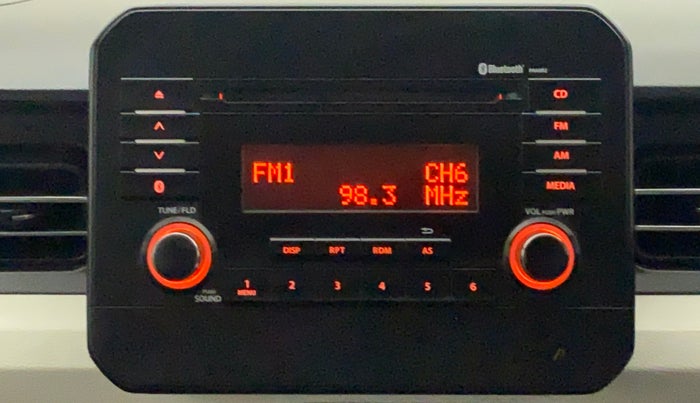 Bluetooth
CD
FM
AM
MEDIA
FM1 CH6
98.3 MHz
TUNE/FLD
VOL PUSH PWR
DISP RPT RDM AS
PUSH SOUND
1 MENU 2 3 4 5 6